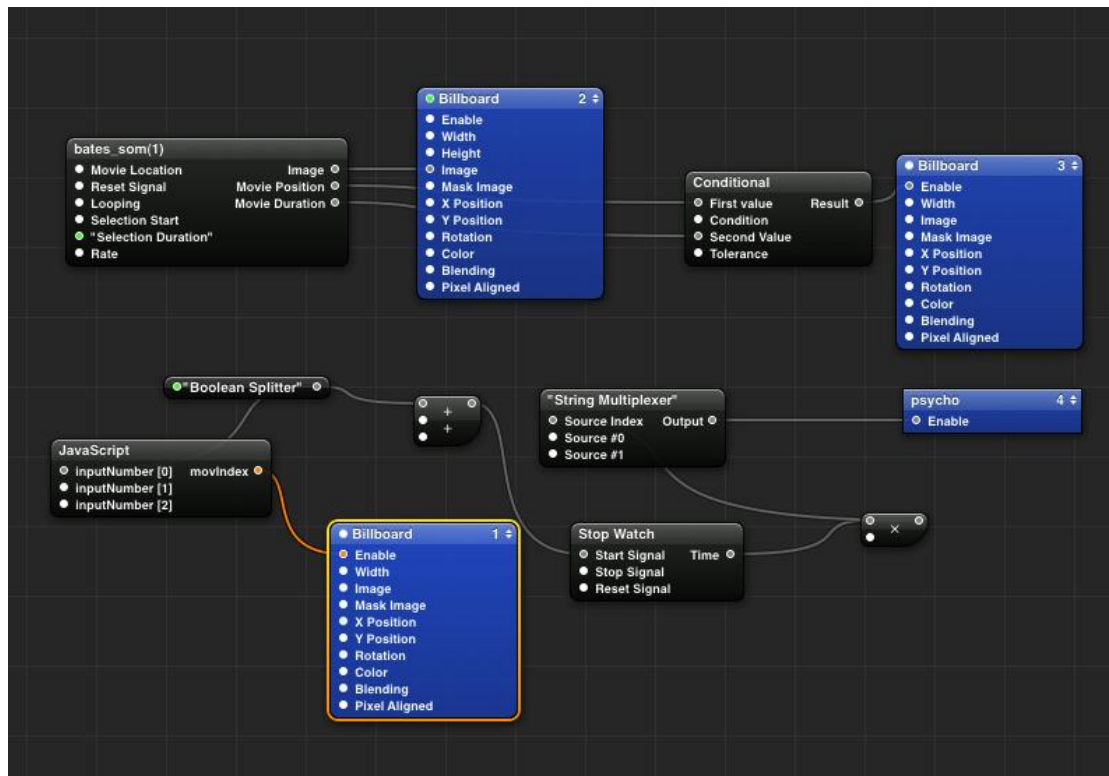 Billboard 2
Enable
Width
Height
Image
Mask Image
X Position
Y Position
Rotation
Color
Blending
Pixel Aligned
bates_som(1)
Movie Location Image
Reset Signal Movie Position
Looping Movie Duration
Selection Start
"Selection Duration"
Rate
Conditional
First value Result
Condition
Second Value
Tolerance
Billboard 3
Enable
Width
Image
Mask Image
X Position
Y Position
Rotation
Color
Blending
Pixel Aligned
"Boolean Splitter"
+
+
"String Multiplexer"
Source Index Output
Source #0
Source #1
psycho 4
Enable
JavaScript
inputNumber [0] movIndex
inputNumber [1]
inputNumber [2]
Billboard 1
Enable
Width
Image
Mask Image
X Position
Y Position
Rotation
Color
Blending
Pixel Aligned
Stop Watch
Start Signal Time
Stop Signal
Reset Signal
×